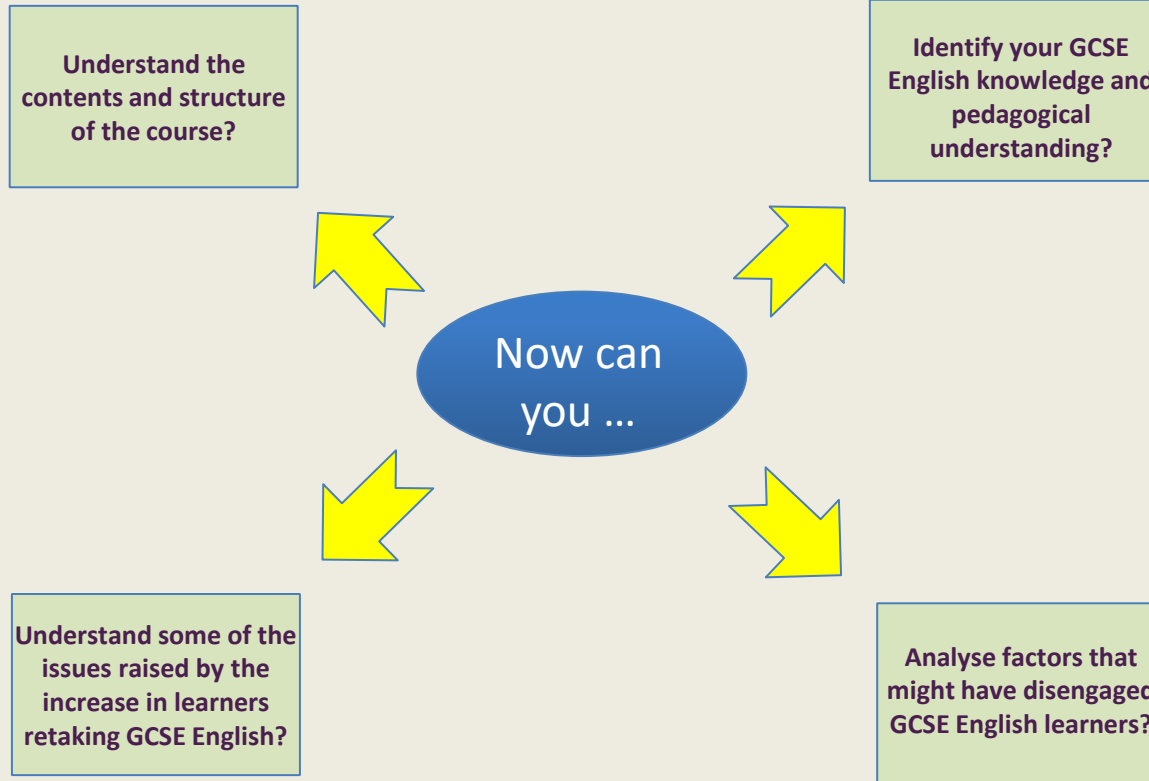 Understand the
contents and structure
of the course?
Identify your GCSE
English knowledge and
pedagogical
understanding?
Now can
you ...
Understand some of the
issues raised by the
increase in learners
retaking GCSE English?
Analyse factors that
might have disengaged
GCSE English learners?